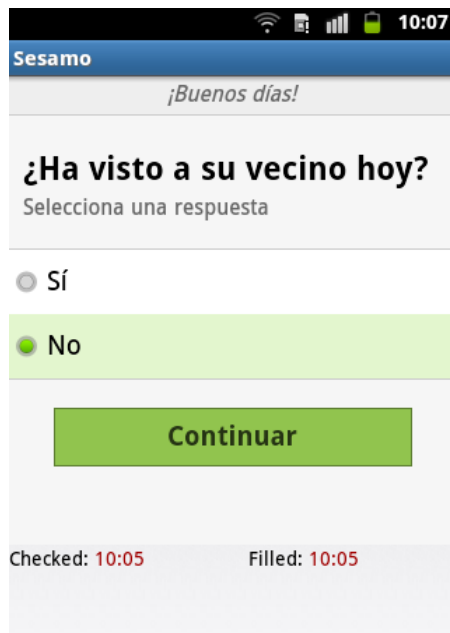 10:07
Sesamo
¡Buenos días!
¿Ha visto a su vecino hoy?
Selecciona una respuesta
Sí
No
Continuar
Checked: 10:05 Filled: 10:05